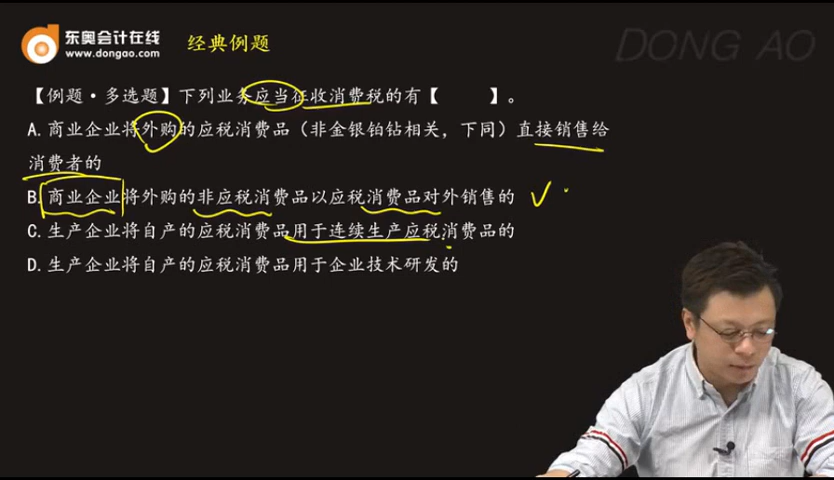 东奥会计在线
www.dongao.com
经典例题
DONG AO
【例题·多选题】下列业务应当征收消费税的有【 】。
A. 商业企业将外购的应税消费品（非金银铂钻相关，下同）直接销售给
消费者的
B. 商业企业将外购的非应税消费品以应税消费品对外销售的
C. 生产企业将自产的应税消费品用于连续生产应税消费品的
D. 生产企业将自产的应税消费品用于企业技术研发的